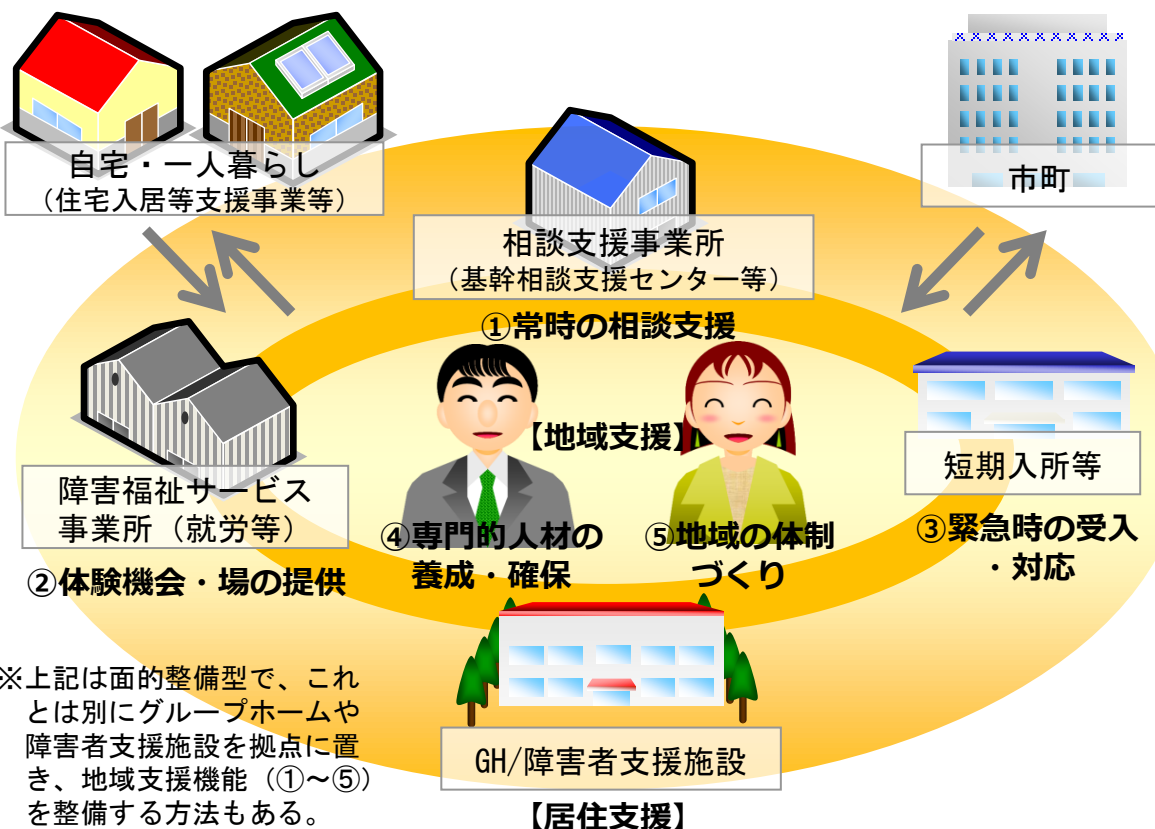 自宅・一人暮らし
（住宅入居等支援事業等）
市町
相談支援事業所
（基幹相談支援センター等）
①常時の相談支援
【地域支援】
障害福祉サービス
事業所（就労等）
②体験機会・場の提供
短期入所等
③緊急時の受入
・対応
④専門的人材の
養成・確保
⑤地域の体制
づくり
GH/障害者支援施設
【居住支援】
※上記は面的整備型で、これ
とは別にグループホームや
障害者支援施設を拠点に置
き、地域支援機能（①～⑤）
を整備する方法もある。